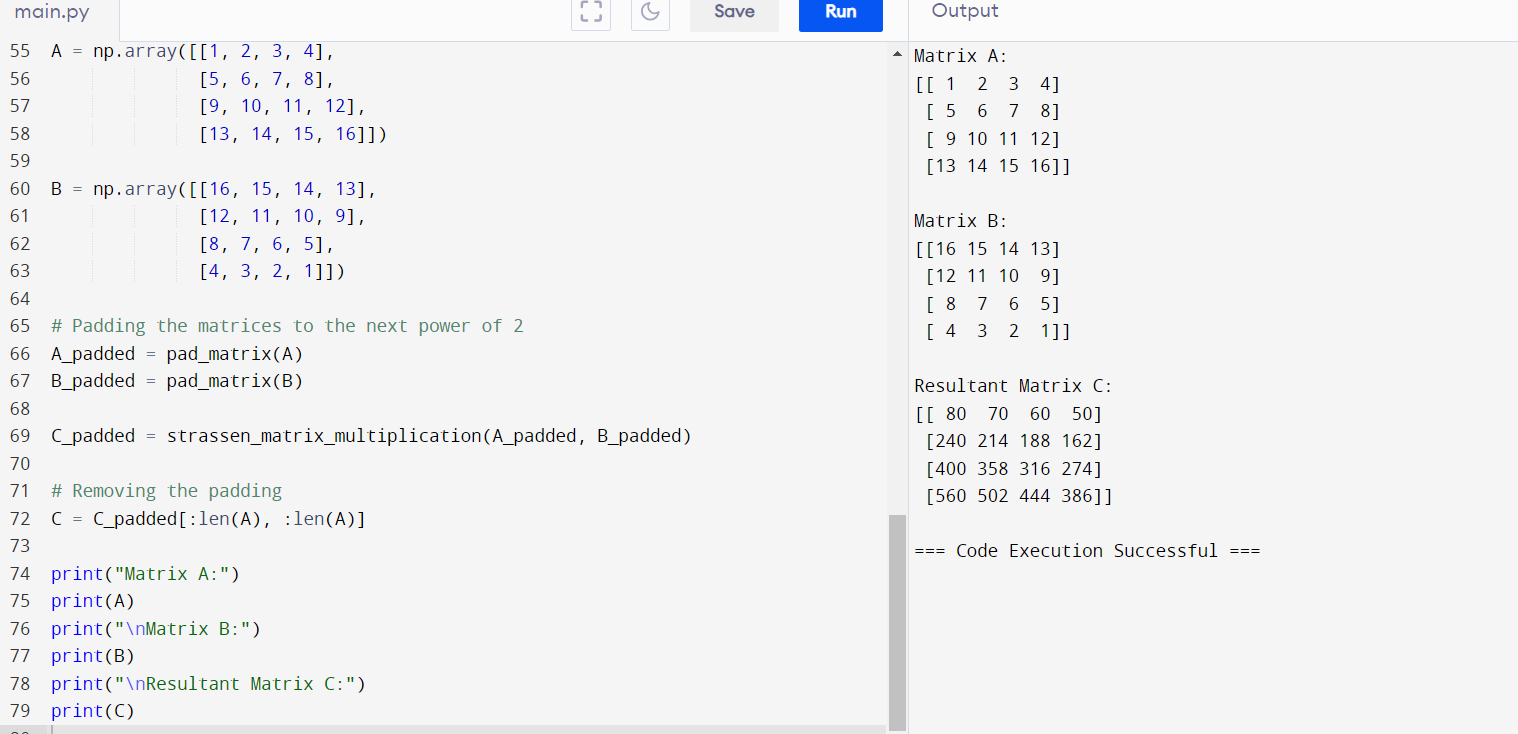 main.py
Save
Run
Output
55 A = np.array([[1, 2, 3, 4],
56 [5, 6, 7, 8],
57 [9, 10, 11, 12],
58 [13, 14, 15, 16]])
59
60 B = np.array([[16, 15, 14, 13],
61 [12, 11, 10, 9],
62 [8, 7, 6, 5],
63 [4, 3, 2, 1]])
64
65 # Padding the matrices to the next power of 2
66 A_padded = pad_matrix(A)
67 B_padded = pad_matrix(B)
68
69 C_padded = strassen_matrix_multiplication(A_padded, B_padded)
70
71 # Removing the padding
72 C = C_padded[:len(A), :len(A)]
73
74 print("Matrix A:")
75 print(A)
76 print("\nMatrix B:")
77 print(B)
78 print("\nResultant Matrix C:")
79 print(C)
Matrix A:
[[ 1 2 3 4]
[ 5 6 7 8]
[ 9 10 11 12]
[13 14 15 16]]
Matrix B:
[[16 15 14 13]
[12 11 10 9]
[ 8 7 6 5]
[ 4 3 2 1]]
Resultant Matrix C:
[[ 80 70 60 50]
[240 214 188 162]
[400 358 316 274]
[560 502 444 386]]
=== Code Execution Successful ===